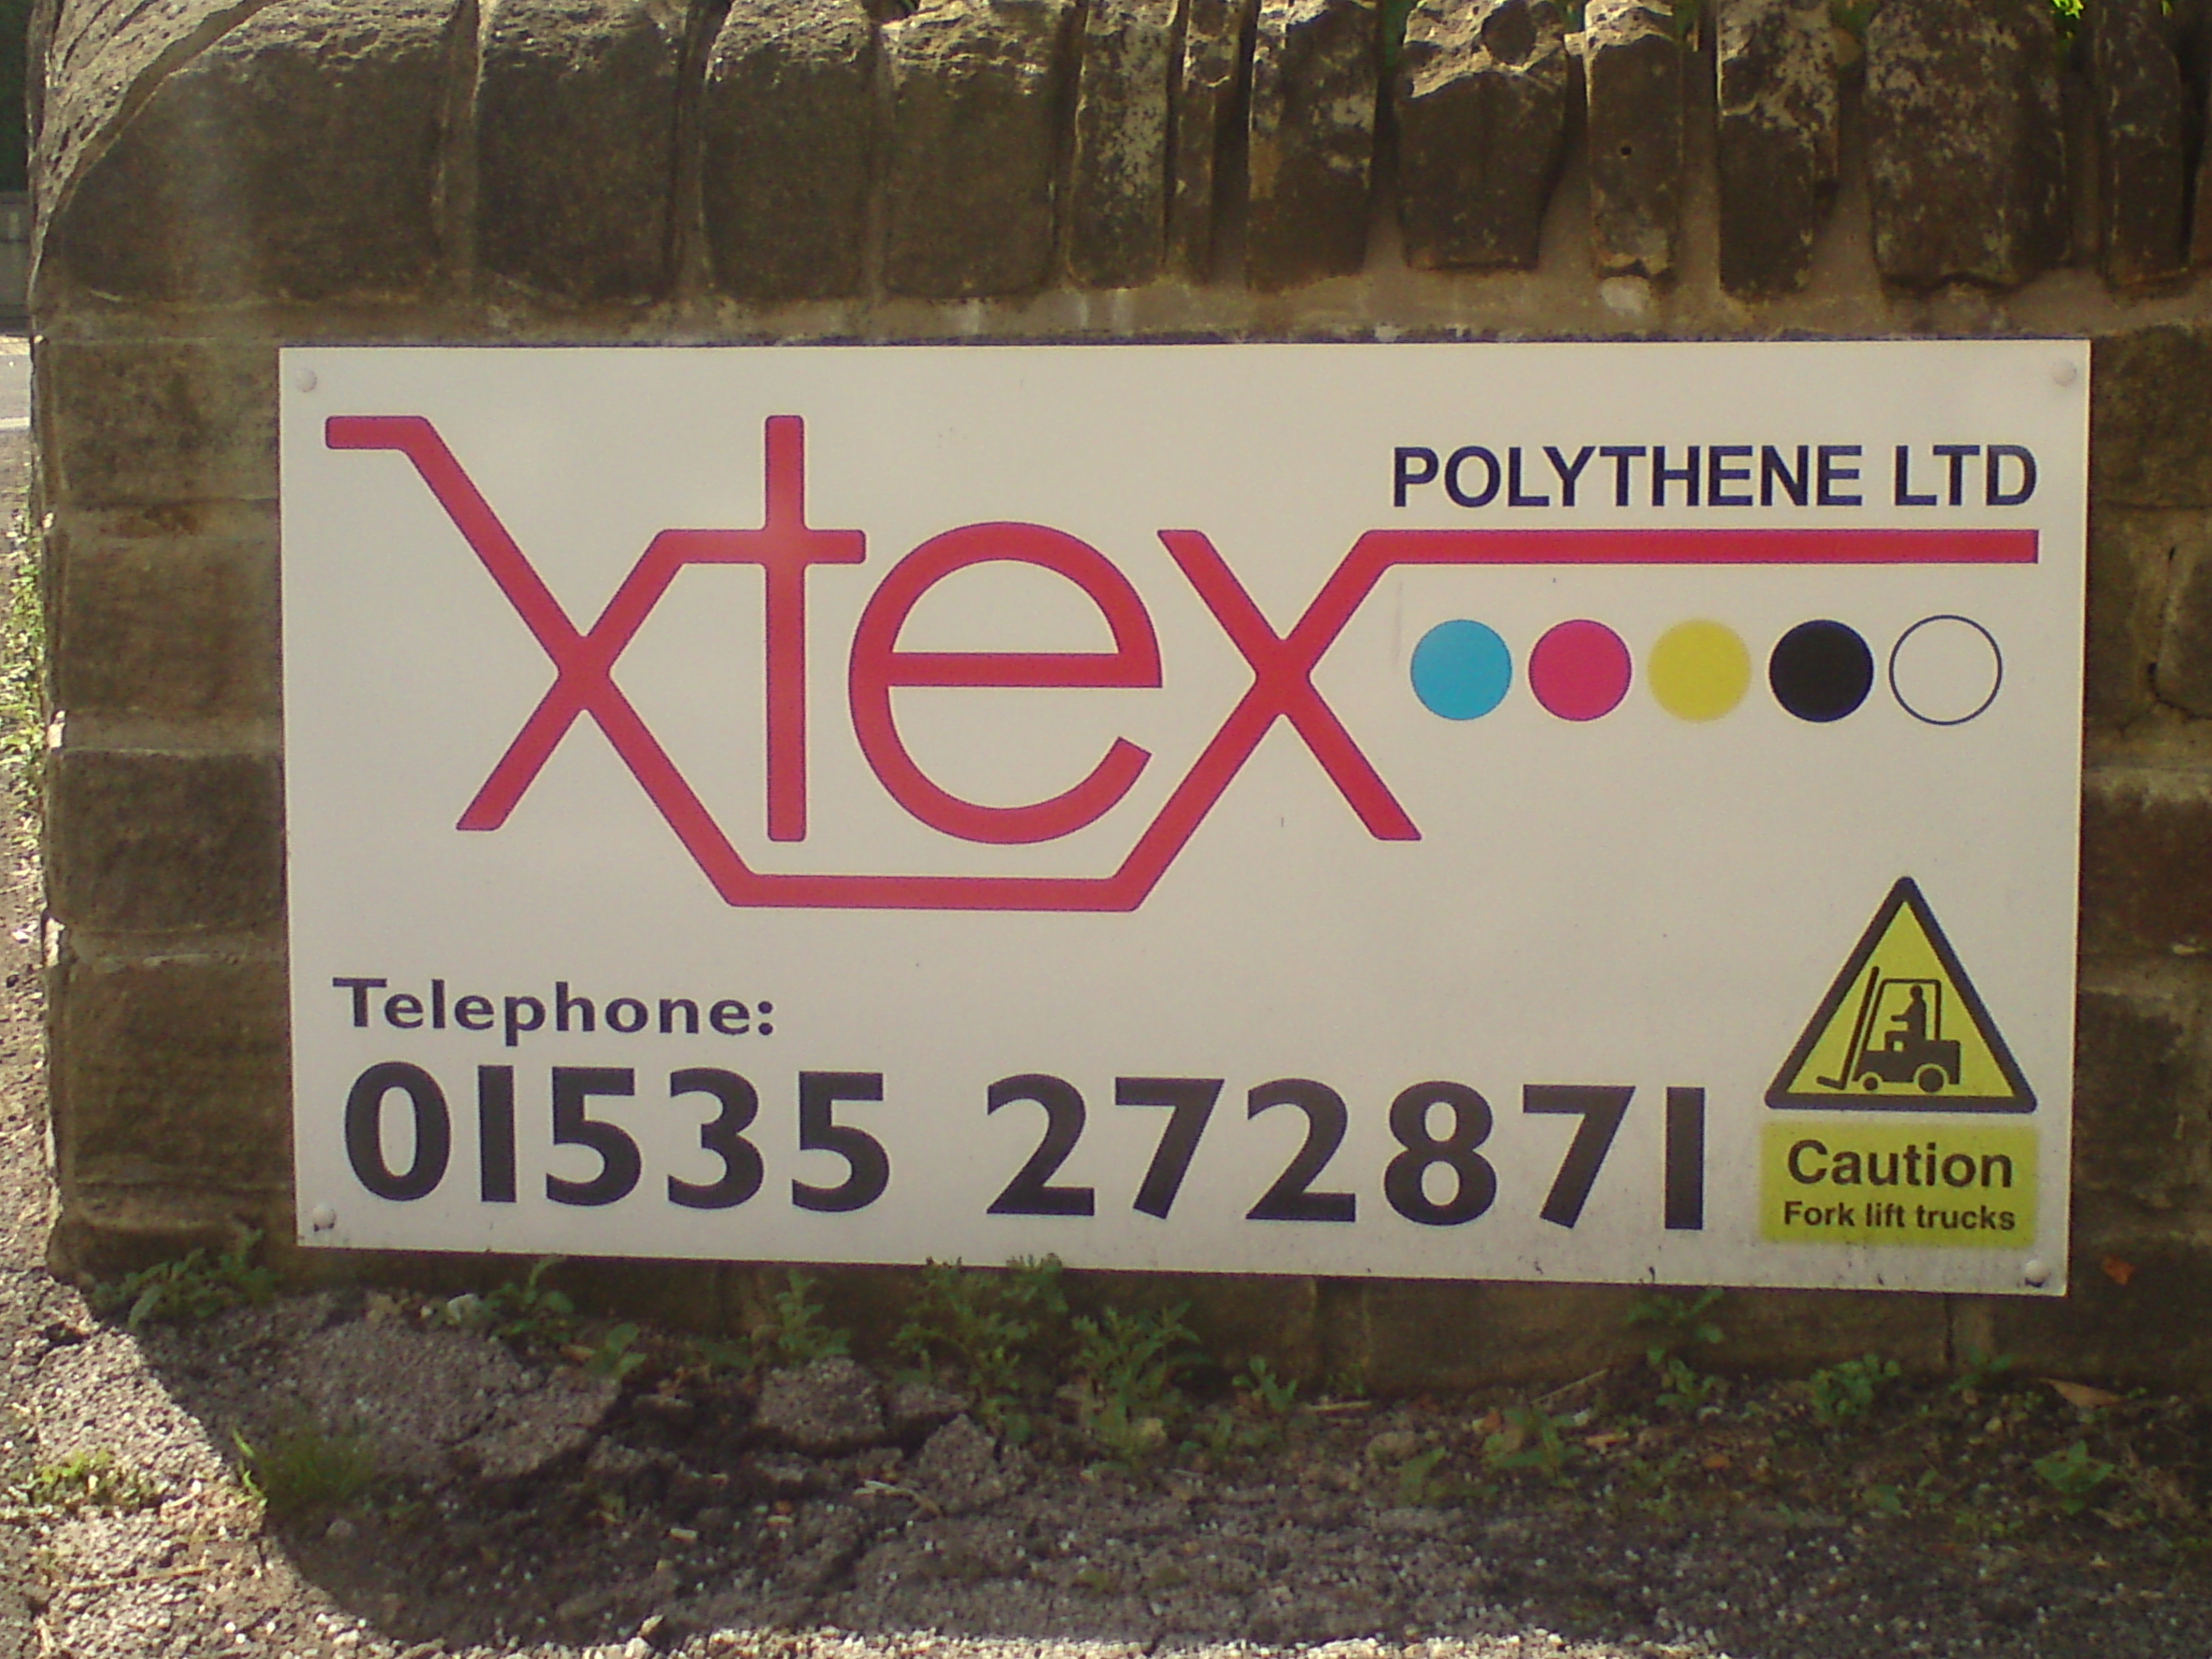 xtex
POLYTHENE LTD
Telephone:
01535 272871
Caution
Fork lift trucks